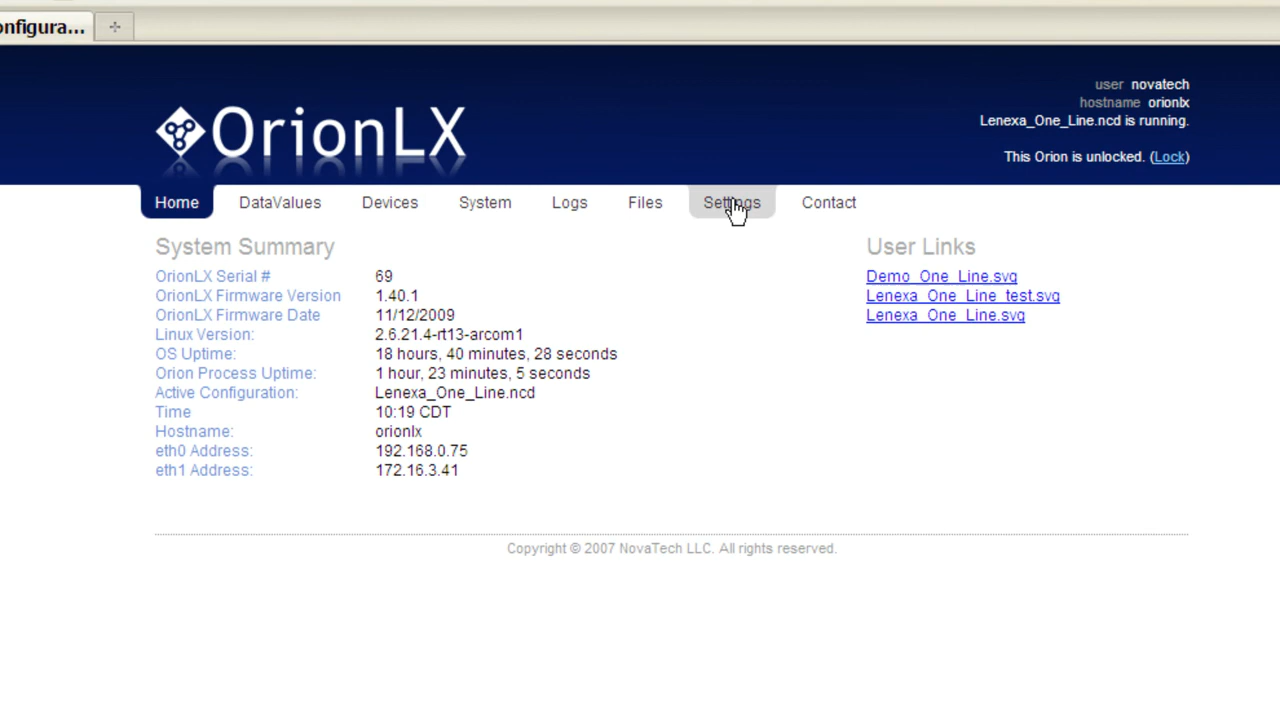 onfigura...
OrionLX
user novatech
hostname orionlx
Lenexa_One_Line.ncd is running.
This Orion is unlocked. (Lock)
Home DataValues Devices System Logs Files Settings Contact
System Summary
OrionLX Serial # 69
OrionLX Firmware Version 1.40.1
OrionLX Firmware Date 11/12/2009
Linux Version: 2.6.21.4-rt13-arcom1
OS Uptime: 18 hours, 40 minutes, 28 seconds
Orion Process Uptime: 1 hour, 23 minutes, 5 seconds
Active Configuration: Lenexa_One_Line.ncd
Time 10:19 CDT
Hostname: orionlx
eth0 Address: 192.168.0.75
eth1 Address: 172.16.3.41
User Links
Demo_One_Line.svg
Lenexa_One_Line_test.svg
Lenexa_One_Line.svg
Copyright © 2007 NovaTech LLC. All rights reserved.